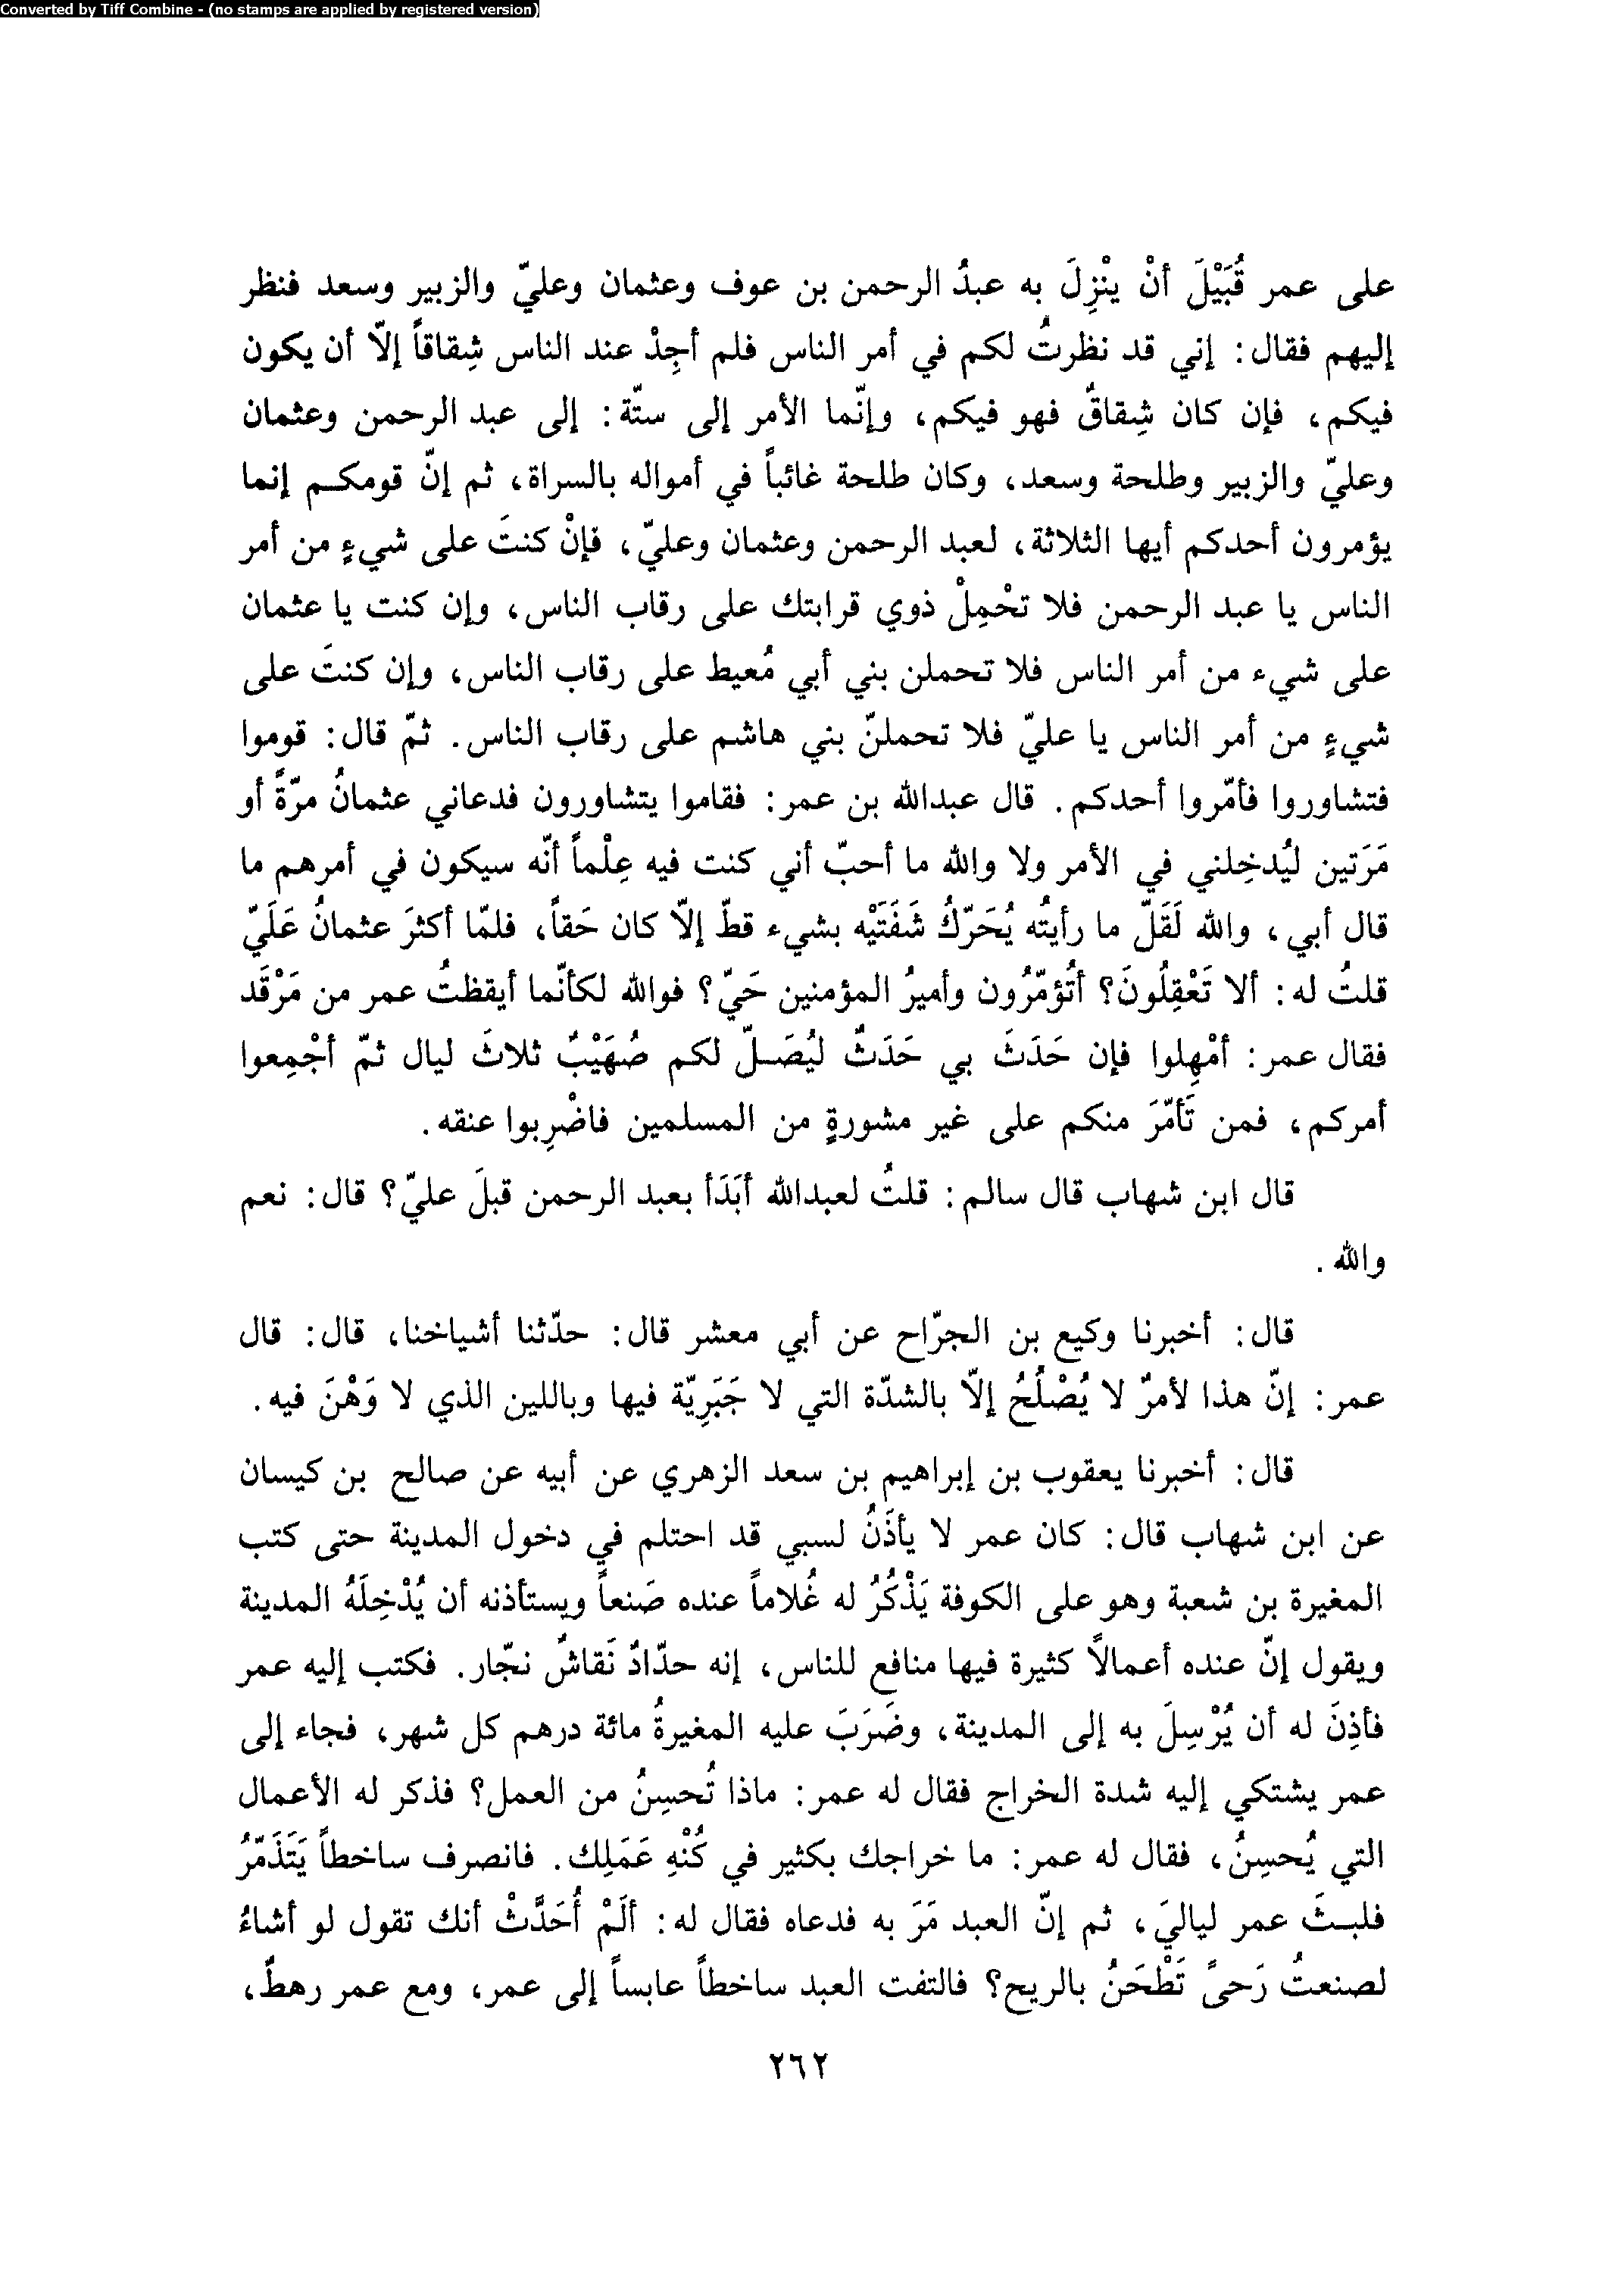 Converted by Tiff Combine - (no stamps are applied by registered version)
على عمر قُبَيْلَ أنْ ينْزِلَ به عبدُ الرحمن بن عوف وعثمان وعليّ والزبير وسعد فنظر
إليهم فقال: إني قد نظرتُ لكم في أمر الناس فلم أجِدْ عند الناس شِقاقاً إلاّ أن يكون
فيكم، فإن كان شِقاقٌ فهو فيكم، وإنّما الأمر إلى ستّة: إلى عبد الرحمن وعثمان
وعليّ والزبير وطلحة وسعد، وكان طلحة غائباً في أمواله بالسراة، ثم إنّ قومكم إنما
يؤمرون أحدكم أيها الثلاثة، لعبد الرحمن وعثمان وعليّ، فإنْ كنتَ على شيءٍ من أمر
الناس يا عبد الرحمن فلا تحْمِلْ ذوي قرابتك على رقاب الناس، وإن كنت يا عثمان
على شيء من أمر الناس فلا تحملن بني أبي مُعيط على رقاب الناس، وإن كنتَ على
شيءٍ من أمر الناس يا عليّ فلا تحملنّ بني هاشم على رقاب الناس. ثمّ قال: قوموا
فتشاوروا فأمّروا أحدكم. قال عبدالله بن عمر: فقاموا يتشاورون فدعاني عثمانُ مرّةً أو
مَرَتين ليُدخِلني في الأمر ولا والله ما أحبّ أني كنت فيه عِلْماً أنّه سيكون في أمرهم ما
قال أبي، والله لَقَلّ ما رأيتُه يُحَرّكُ شَفَتَيْه بشيء قطّ إلاّ كان حَقاً، فلمّا أكثرَ عثمانُ عَلَيّ
قلتُ له: ألا تَعْقِلُونَ؟ أتُؤمّرُون وأميرُ المؤمنين حَيّ؟ فوالله لكأنّما أيقظتُ عمر من مَرْقَد
فقال عمر: أمْهِلوا فإن حَدَثَ بي حَدَثٌ ليُصَلّ لكم صُهَيْبٌ ثلاثَ ليال ثمّ أجْمِعوا
أمركم، فمن تَأمّرَ منكم على غير مشورةٍ من المسلمين فاضْرِبوا عنقه.
قال ابن شهاب قال سالم: قلتُ لعبدالله أبَدَأ بعبد الرحمن قبلَ عليّ؟ قال: نعم
والله.
قال: أخبرنا وكيع بن الجرّاح عن أبي معشر قال: حدّثنا أشياخنا، قال: قال
عمر: إنّ هذا لأمرٌ لا يُصْلُحُ إلاّ بالشدّة التي لا جَبَرِيّة فيها وباللين الذي لا وَهْنَ فيه.
قال: أخبرنا يعقوب بن إبراهيم بن سعد الزهري عن أبيه عن صالح بن كيسان
عن ابن شهاب قال: كان عمر لا يأذَنُ لسبي قد احتلم في دخول المدينة حتى كتب
المغيرة بن شعبة وهو على الكوفة يَذْكُرُ له غُلاماً عنده صَنعاً ويستأذنه أن يُدْخِلَهُ المدينة
ويقول إنّ عنده أعمالاً كثيرة فيها منافع للناس، إنه حدّادٌ نَقاشٌ نجّار. فكتب إليه عمر
فأذِنَ له أن يُرْسِلَ به إلى المدينة، وضَرَبَ عليه المغيرةُ مائة درهم كل شهر، فجاء إلى
عمر يشتكي إليه شدة الخراج فقال له عمر: ماذا تُحسِنُ من العمل؟ فذكر له الأعمال
التي يُحسِنُ، فقال له عمر: ما خراجك بكثير في كُنْهِ عَمَلِك. فانصرف ساخطاً يَتَذَمّرُ
فلبثَ عمر لياليَ، ثم إنّ العبد مَرَ به فدعاه فقال له: ألَمْ أُحَدَّثْ أنك تقول لو أشاءُ
لصنعتُ رَحىً تَطْحَنُ بالريح؟ فالتفت العبد ساخطاً عابساً إلى عمر، ومع عمر رهطٌ،
٢٦٢